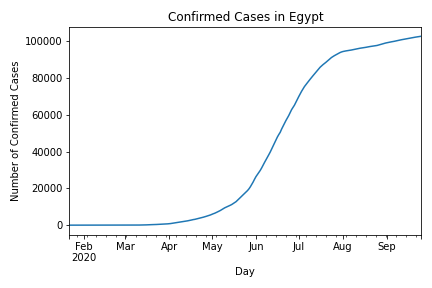 Confirmed Cases in Egypt
Number of Confirmed Cases
100000
80000
60000
40000
20000
0
Feb Mar Apr May Jun Jul Aug Sep
2020
Day